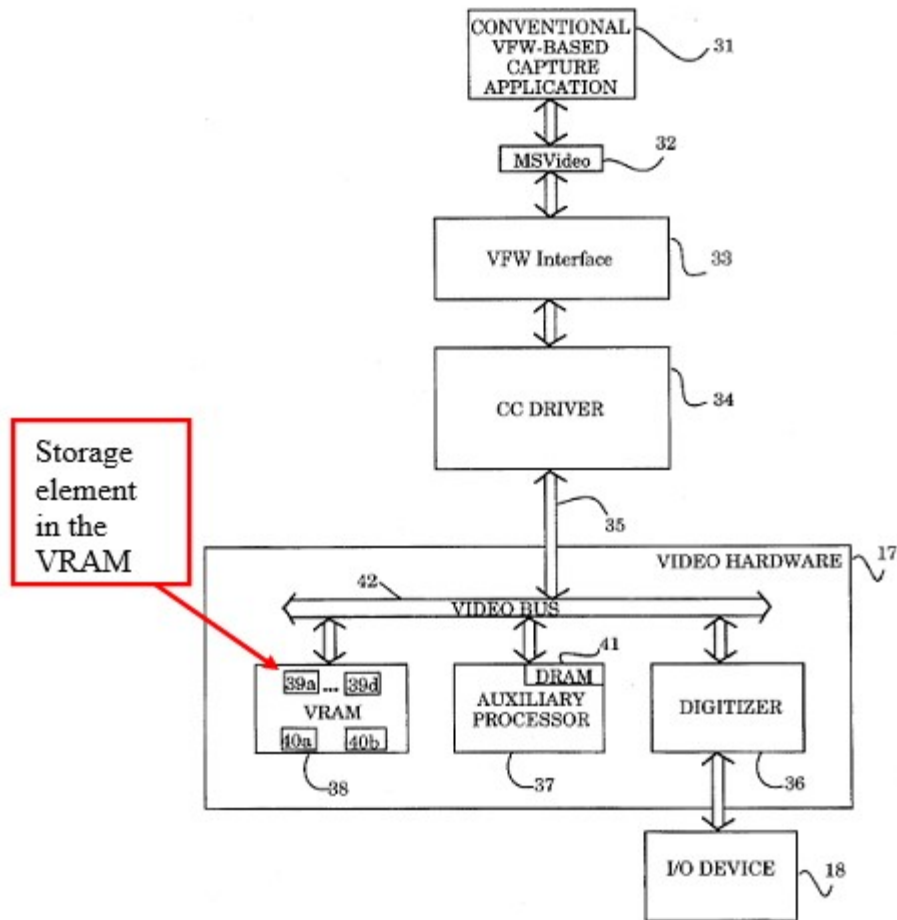 CONVENTIONAL
VFW-BASED
CAPTURE
APPLICATION
31
MSVideo
32
VFW Interface
33
CC DRIVER
34
Storage
element
in the
VRAM
35
VIDEO HARDWARE
17
42
VIDEO BUS
41
39a ... 39d
VRAM
40a 40b
38
DRAM
AUXILIARY
PROCESSOR
37
DIGITIZER
36
I/O DEVICE
18